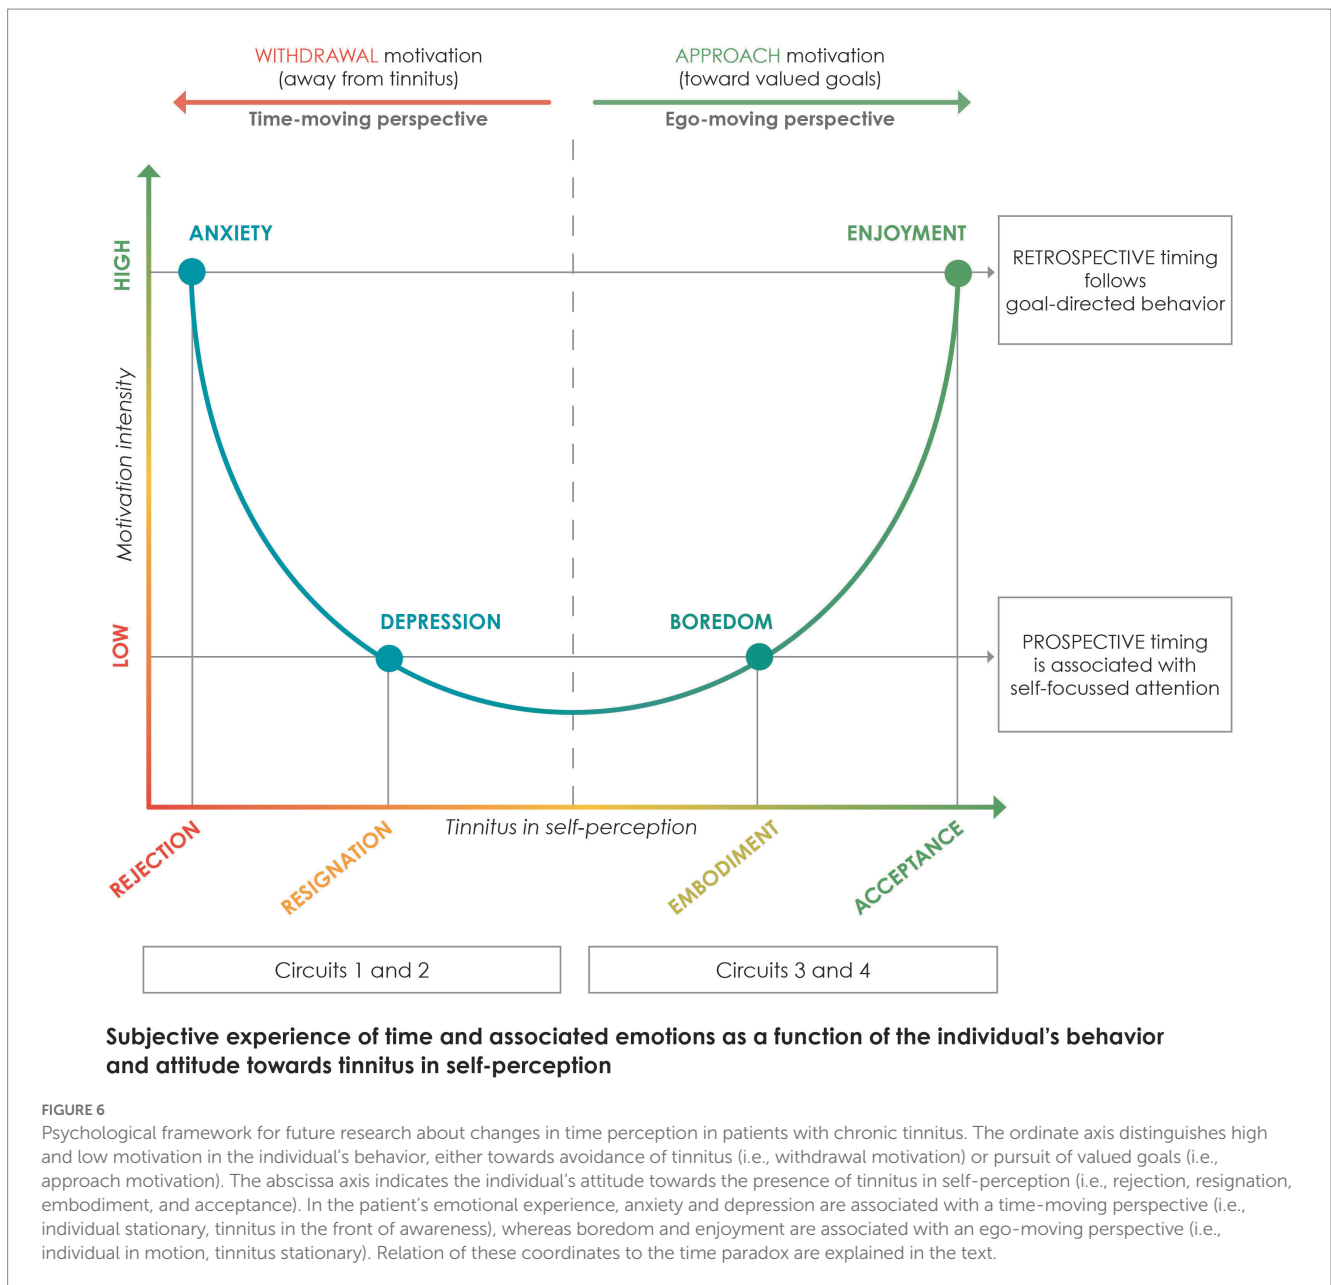 WITHDRAWAL motivation
(away from tinnitus)
Time-moving perspective
APPROACH motivation
(toward valued goals)
Ego-moving perspective
HIGH
ANXIETY
ENJOYMENT
RETROSPECTIVE timing
follows
goal-directed behavior
Motivation intensity
LOW
DEPRESSION
BOREDOM
PROSPECTIVE timing
is associated with
self-focussed attention
Tinnitus in self-perception
REJECTION
RESIGNATION
EMBODIMENT
ACCEPTANCE
Circuits 1 and 2
Circuits 3 and 4
Subjective experience of time and associated emotions as a function of the individual's behavior
and attitude towards tinnitus in self-perception
FIGURE 6
Psychological framework for future research about changes in time perception in patients with chronic tinnitus. The ordinate axis distinguishes high
and low motivation in the individual's behavior, either towards avoidance of tinnitus (i.e., withdrawal motivation) or pursuit of valued goals (i.e.,
approach motivation). The abscissa axis indicates the individual's attitude towards the presence of tinnitus in self-perception (i.e., rejection, resignation,
embodiment, and acceptance). In the patient's emotional experience, anxiety and depression are associated with a time-moving perspective (i.e.,
individual stationary, tinnitus in the front of awareness), whereas boredom and enjoyment are associated with an ego-moving perspective (i.e.,
individual in motion, tinnitus stationary). Relation of these coordinates to the time paradox are explained in the text.